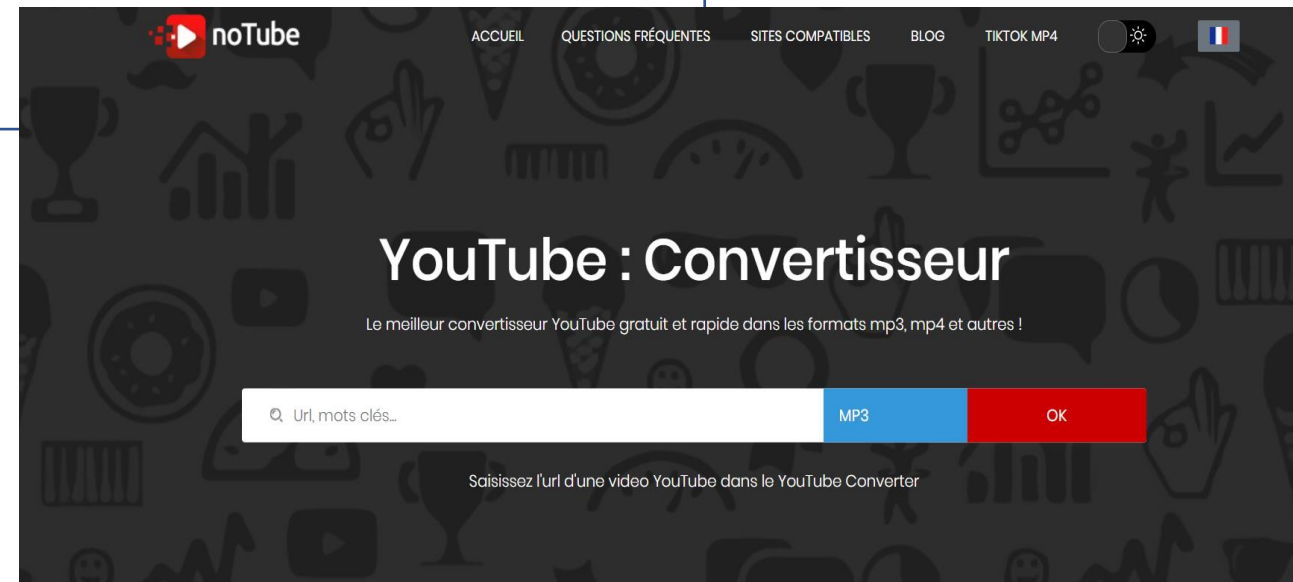 noTube
ACCUEIL QUESTIONS FRÉQUENTES SITES COMPATIBLES BLOG TIKTOK MP4
YouTube : Convertisseur
Le meilleur convertisseur YouTube gratuit et rapide dans les formats mp3, mp4 et autres !
Url, mots clés... MP3 OK
Saisissez l'url d'une video YouTube dans le YouTube Converter